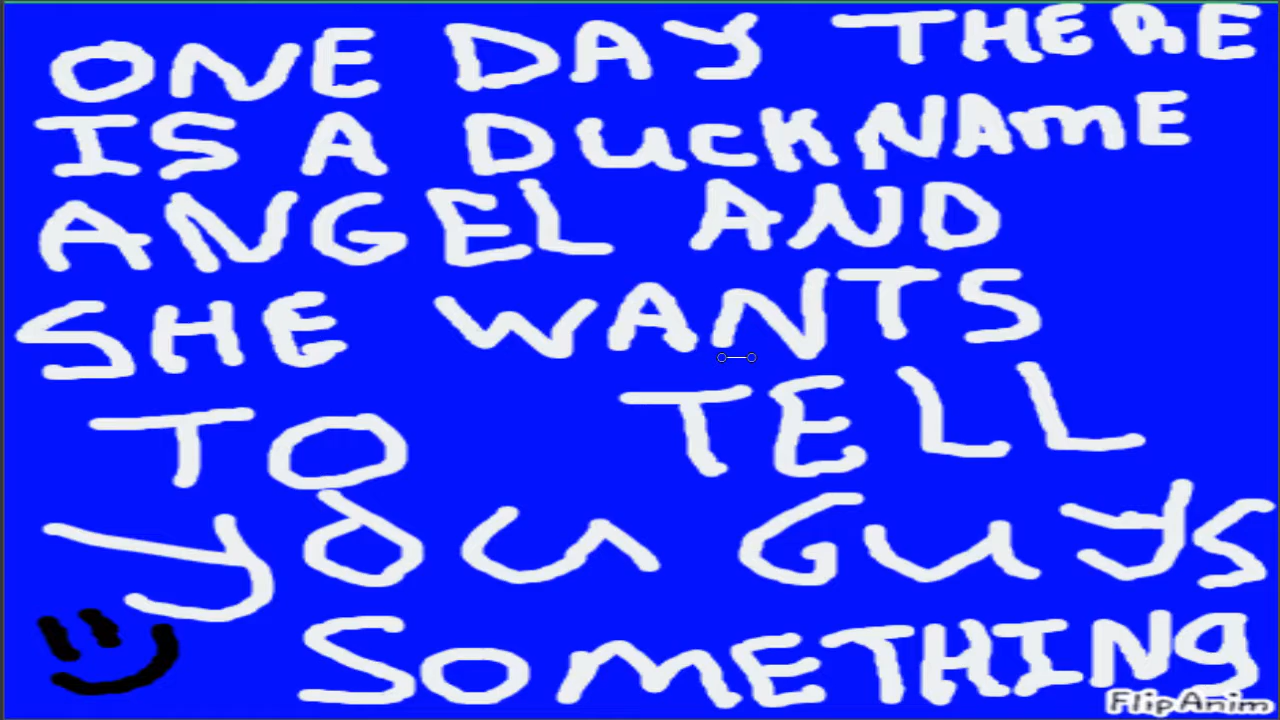 ONE DAY THERE
IS A DUCK NAME
ANGEL AND
SHE WANTS
TO TELL
YOU GUYS
SOMETHING
FlipAnim